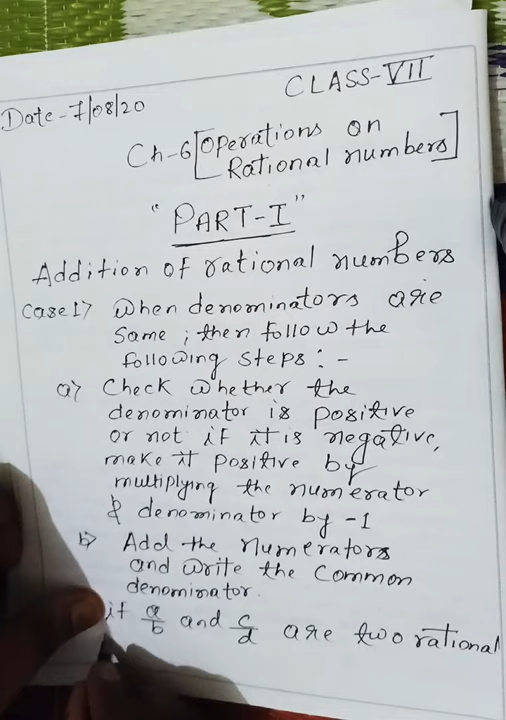 CLASS-VII
Date-7/08/20
Ch-6[Operations on
Rational numbers]
"PART-I"
Addition of rational numbers
Case 1> When denominators are
same ; then follow the
following steps : -
a> Check whether the
denominator is positive
or not if it is negative,
make it positive by
multiplying the numerator
& denominator by -1
b> Add the numerators
and write the common
denominator.
if a/b and c/d are two rational